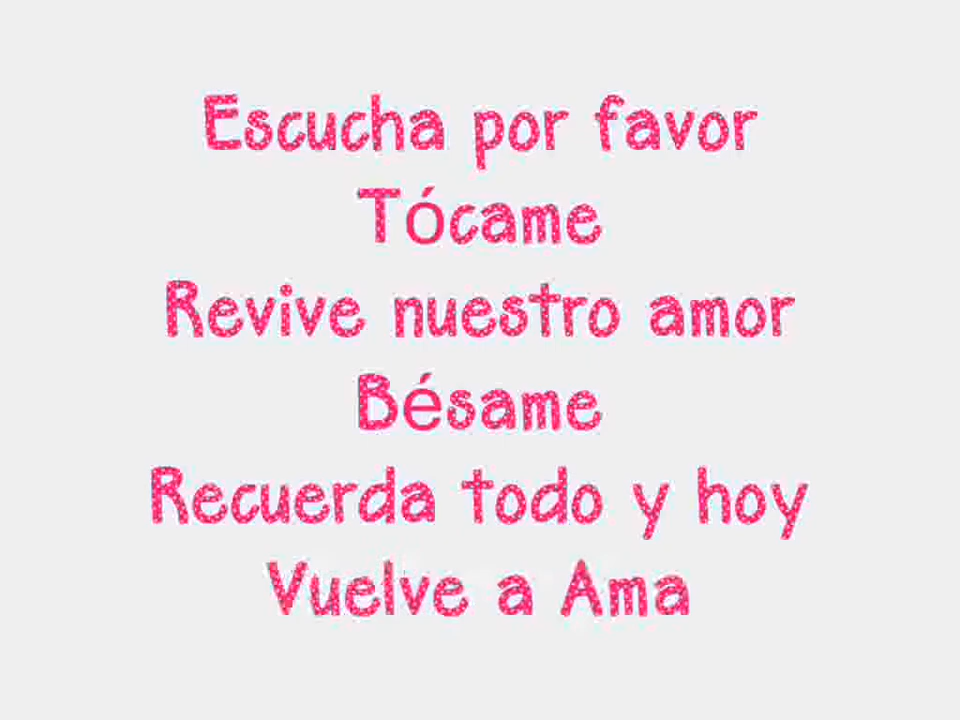 Escucha por favor
Tócame
Revive nuestro amor
Bésame
Recuerda todo y hoy
Vuelve a Ama